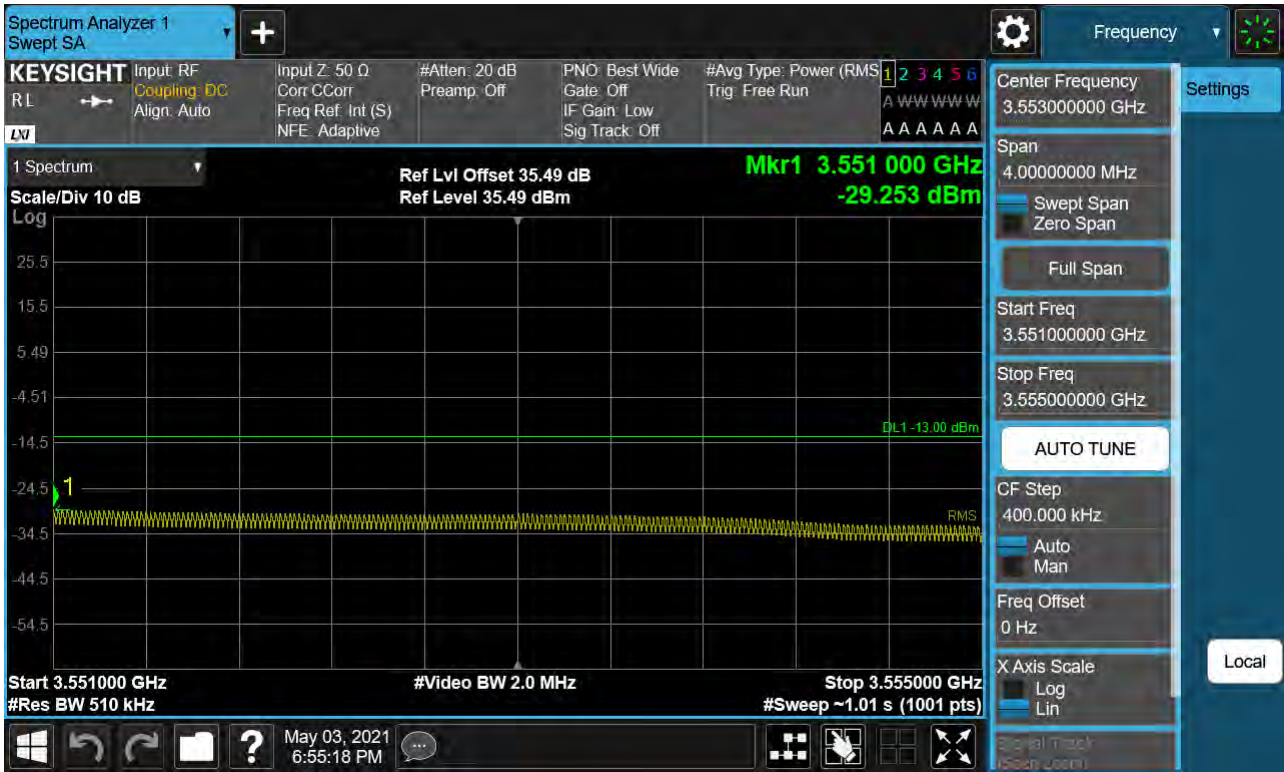 Spectrum Analyzer 1
Swept SA
+
Frequency
KEYSIGHT
RL
LXI
Input: RF
Coupling: DC
Align: Auto
Input Z: 50 Ω
Corr CCorr
Freq Ref: Int (S)
NFE: Adaptive
#Atten: 20 dB
Preamp: Off
PNO: Best Wide
Gate: Off
IF Gain: Low
Sig Track: Off
#Avg Type: Power (RMS
Trig: Free Run
1 2 3 4 5 6
A W W W W W
A A A A A A
1 Spectrum
Scale/Div 10 dB
Log
Ref Lvl Offset 35.49 dB
Ref Level 35.49 dBm
Mkr1 3.551 000 GHz
-29.253 dBm
25.5
15.5
5.49
-4.51
-14.5
-24.5
-34.5
-44.5
-54.5
DL1 -13.00 dBm
1
RMS
Start 3.551000 GHz
#Res BW 510 kHz
#Video BW 2.0 MHz
Stop 3.555000 GHz
#Sweep ~1.01 s (1001 pts)
Center Frequency
3.553000000 GHz
Span
4.00000000 MHz
Swept Span
Zero Span
Full Span
Start Freq
3.551000000 GHz
Stop Freq
3.555000000 GHz
AUTO TUNE
CF Step
400.000 kHz
Auto
Man
Freq Offset
0 Hz
X Axis Scale
Log
Lin
Signal Track
(Span Zoom)
Settings
Local
?
May 03, 2021
6:55:18 PM